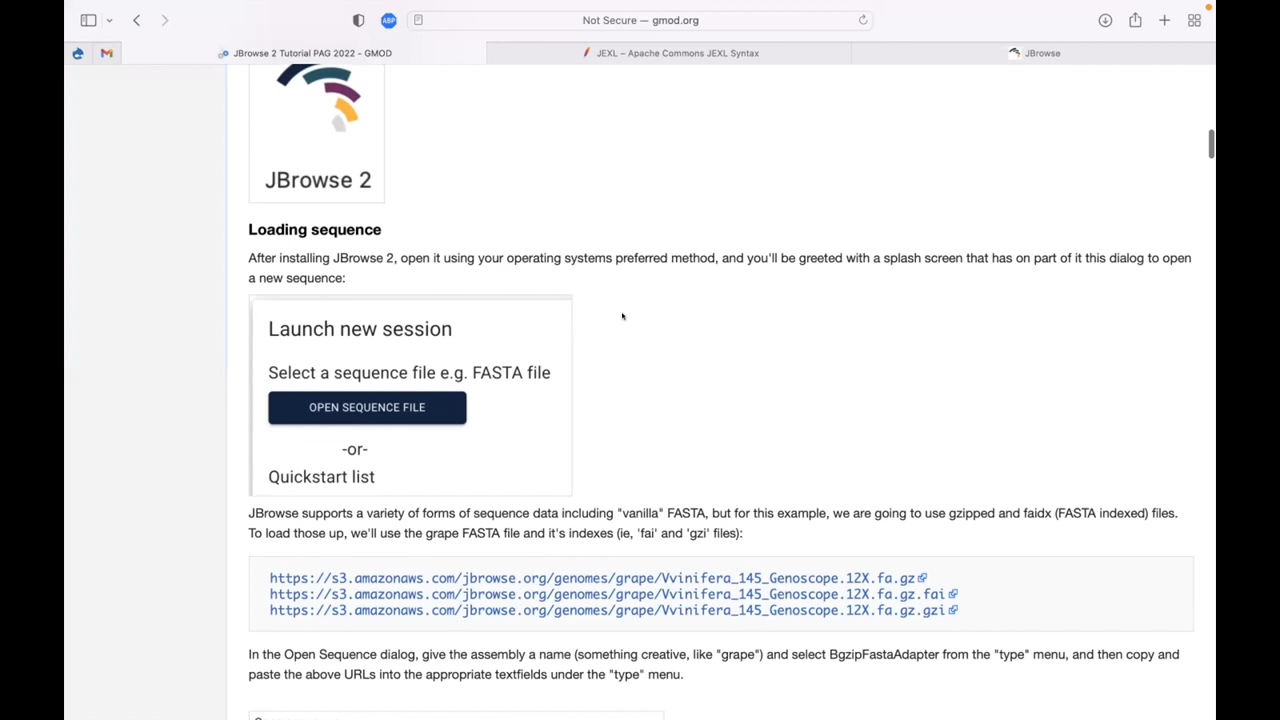 Not Secure — gmod.org
ABP
JBrowse 2 Tutorial PAG 2022 - GMOD
JEXL – Apache Commons JEXL Syntax
JBrowse
JBrowse 2
Loading sequence
After installing JBrowse 2, open it using your operating systems preferred method, and you'll be greeted with a splash screen that has on part of it this dialog to open
a new sequence:
Launch new session
Select a sequence file e.g. FASTA file
OPEN SEQUENCE FILE
-or-
Quickstart list
JBrowse supports a variety of forms of sequence data including "vanilla" FASTA, but for this example, we are going to use gzipped and faidx (FASTA indexed) files.
To load those up, we'll use the grape FASTA file and it's indexes (ie, 'fai' and 'gzi' files):
https://s3.amazonaws.com/jbrowse.org/genomes/grape/Vvinifera_145_Genoscope.12X.fa.gz
https://s3.amazonaws.com/jbrowse.org/genomes/grape/Vvinifera_145_Genoscope.12X.fa.gz.fai
https://s3.amazonaws.com/jbrowse.org/genomes/grape/Vvinifera_145_Genoscope.12X.fa.gz.gzi
In the Open Sequence dialog, give the assembly a name (something creative, like "grape") and select BgzipFastaAdapter from the "type" menu, and then copy and
paste the above URLs into the appropriate textfields under the "type" menu.